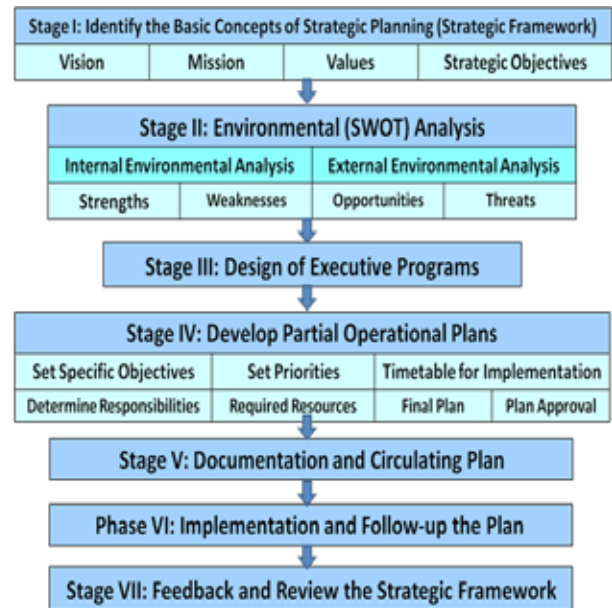 Stage I: Identify the Basic Concepts of Strategic Planning (Strategic Framework)
Vision Mission Values Strategic Objectives
Stage II: Environmental (SWOT) Analysis
Internal Environmental Analysis External Environmental Analysis
Strengths Weaknesses Opportunities Threats
Stage III: Design of Executive Programs
Stage IV: Develop Partial Operational Plans
Set Specific Objectives Set Priorities Timetable for Implementation
Determine Responsibilities Required Resources Final Plan Plan Approval
Stage V: Documentation and Circulating Plan
Phase VI: Implementation and Follow-up the Plan
Stage VII: Feedback and Review the Strategic Framework